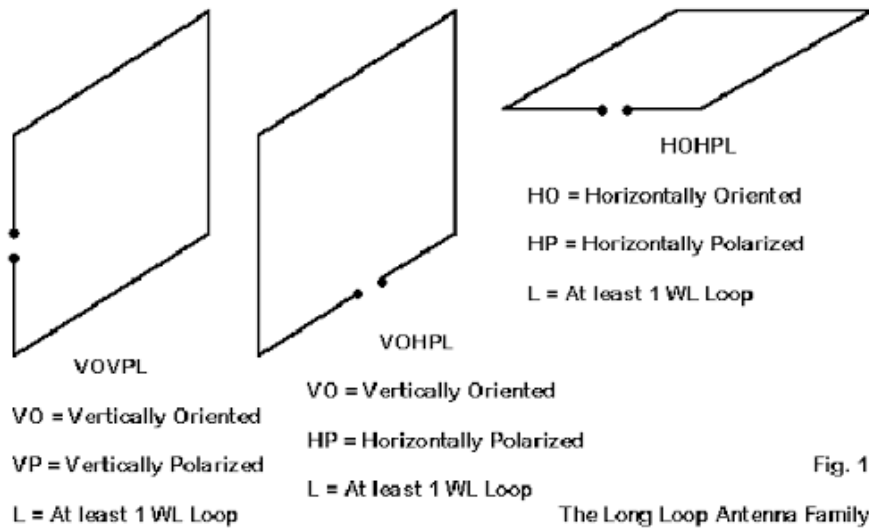 VOVPL
VO = Vertically Oriented
VP = Vertically Polarized
L = At least 1 WL Loop
VOHPL
VO = Vertically Oriented
HP = Horizontally Polarized
L = At least 1 WL Loop
HOHPL
HO = Horizontally Oriented
HP = Horizontally Polarized
L = At least 1 WL Loop
Fig. 1
The Long Loop Antenna Family